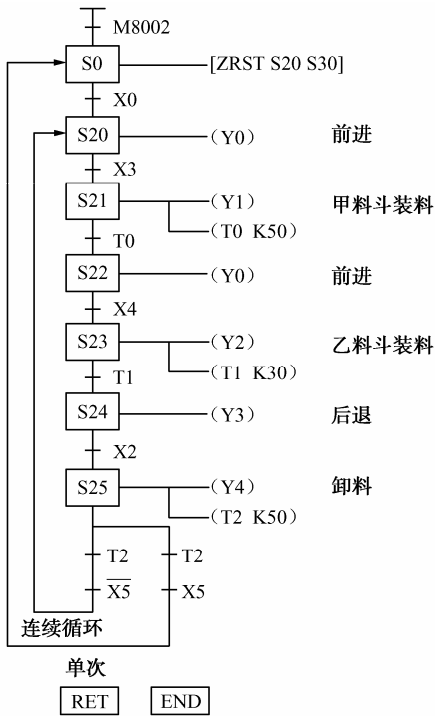 M8002
S0 [ZRST S20 S30]
X0
S20 (Y0) 前进
X3
S21 (Y1) 甲料斗装料
(T0 K50)
T0
S22 (Y0) 前进
X4
S23 (Y2) 乙料斗装料
(T1 K30)
T1
S24 (Y3) 后退
X2
S25 (Y4) 卸料
(T2 K50)
T2 T2
X̅5̅ X5
连续循环
单次
RET END